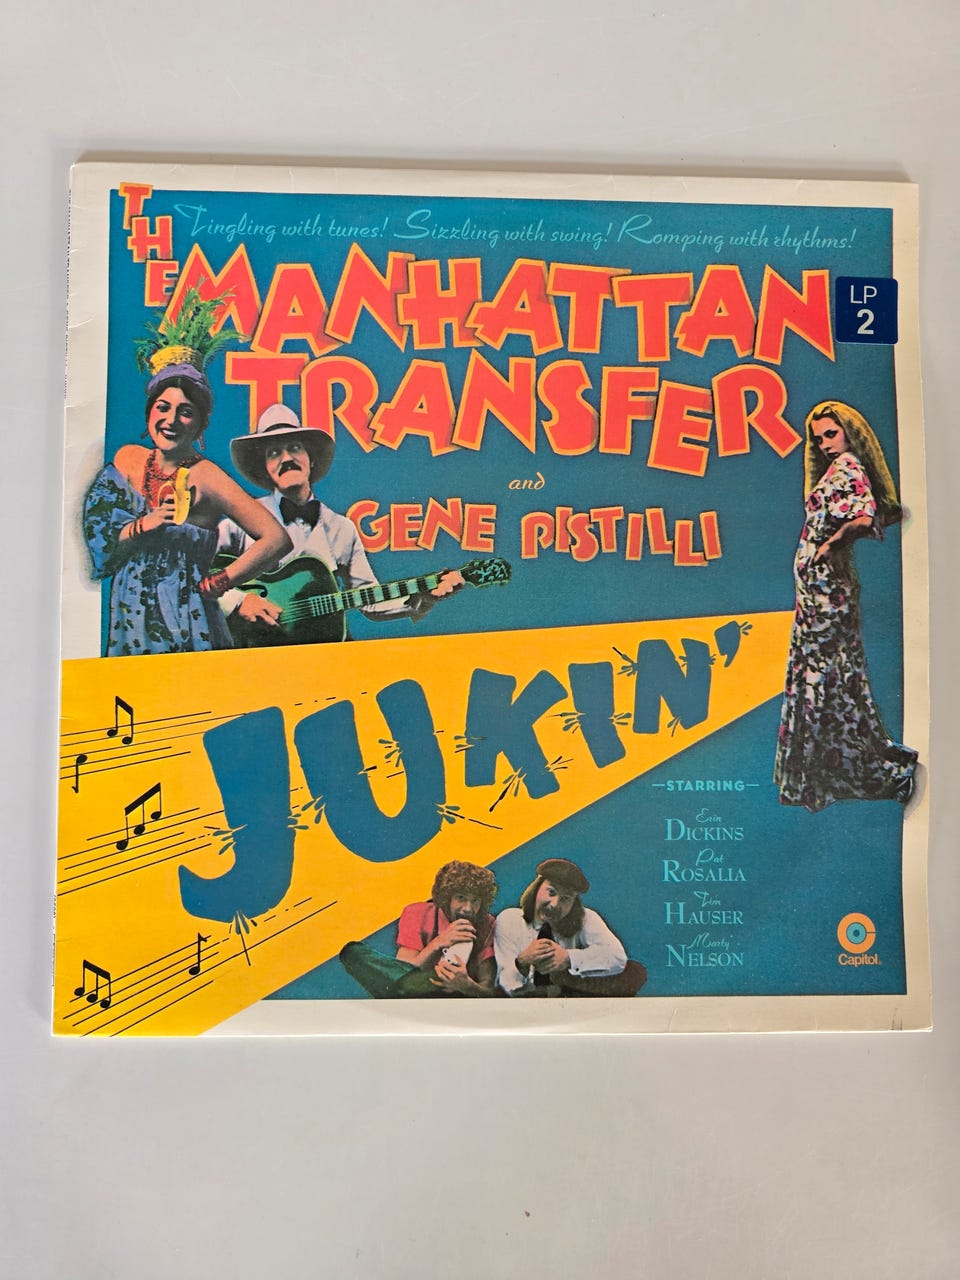 Tingling with tunes! Sizzling with swing! Romping with rhythms!
THE
MANHATTAN
TRANSFER
LP
2
and
GENE PISTILLI
JUKIN'
—STARRING—
Erin
DICKINS
Pat
ROSALIA
Tim
HAUSER
Marty
NELSON
Capitol